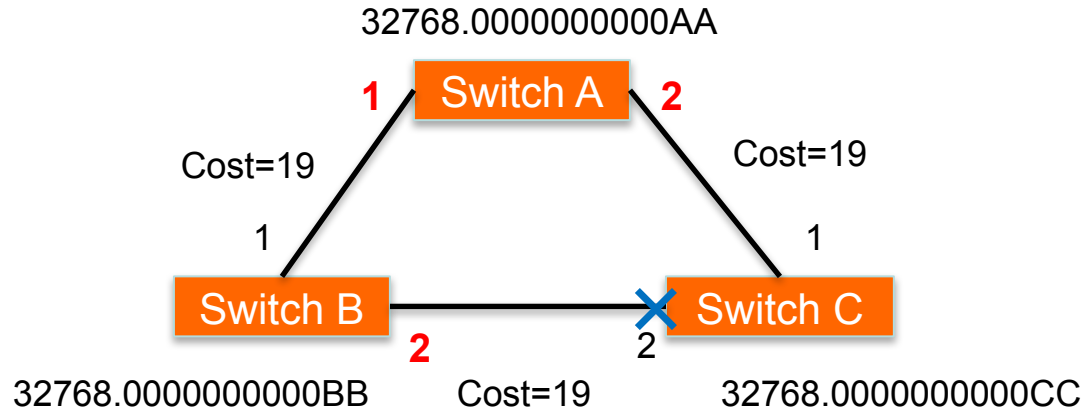 32768.0000000000AA
1 Switch A 2
Cost=19 Cost=19
1 1
Switch B Switch C
2 2
32768.0000000000BB Cost=19 32768.0000000000CC